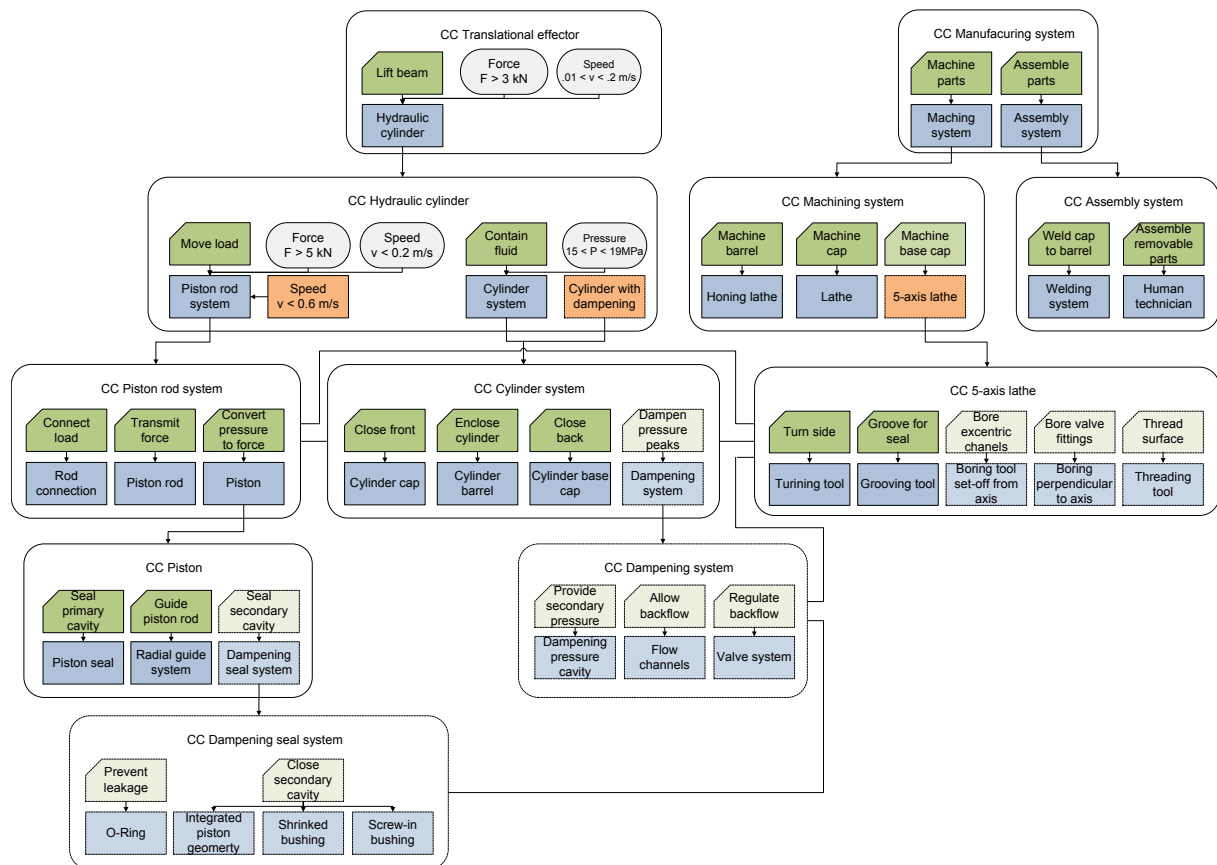 CC Translational effector
Lift beam
Force
F > 3 kN
Speed
.01 < v < .2 m/s
Hydraulic
cylinder
CC Manufacuring system
Machine
parts
Assemble
parts
Maching
system
Assembly
system
CC Hydraulic cylinder
Move load
Force
F > 5 kN
Speed
v < 0.2 m/s
Contain
fluid
Pressure
15 < P < 19MPa
Piston rod
system
Speed
v < 0.6 m/s
Cylinder
system
Cylinder with
dampening
CC Machining system
Machine
barrel
Machine
cap
Machine
base cap
Honing lathe
Lathe
5-axis lathe
CC Assembly system
Weld cap
to barrel
Assemble
removable
parts
Welding
system
Human
technician
CC Piston rod system
Connect
load
Transmit
force
Convert
pressure
to force
Rod
connection
Piston rod
Piston
CC Cylinder system
Close front
Enclose
cylinder
Close
back
Dampen
pressure
peaks
Cylinder cap
Cylinder
barrel
Cylinder base
cap
Dampening
system
CC 5-axis lathe
Turn side
Groove for
seal
Bore
excentric
chanels
Bore valve
fittings
Thread
surface
Turining tool
Grooving tool
Boring tool
set-off from
axis
Boring
perpendicular
to axis
Threading
tool
CC Piston
Seal
primary
cavity
Guide
piston rod
Seal
secondary
cavity
Piston seal
Radial guide
system
Dampening
seal system
CC Dampening system
Provide
secondary
pressure
Allow
backflow
Regulate
backflow
Dampening
pressure
cavity
Flow
channels
Valve system
CC Dampening seal system
Prevent
leakage
Close
secondary
cavity
O-Ring
Integrated
piston
geomerty
Shrinked
bushing
Screw-in
bushing